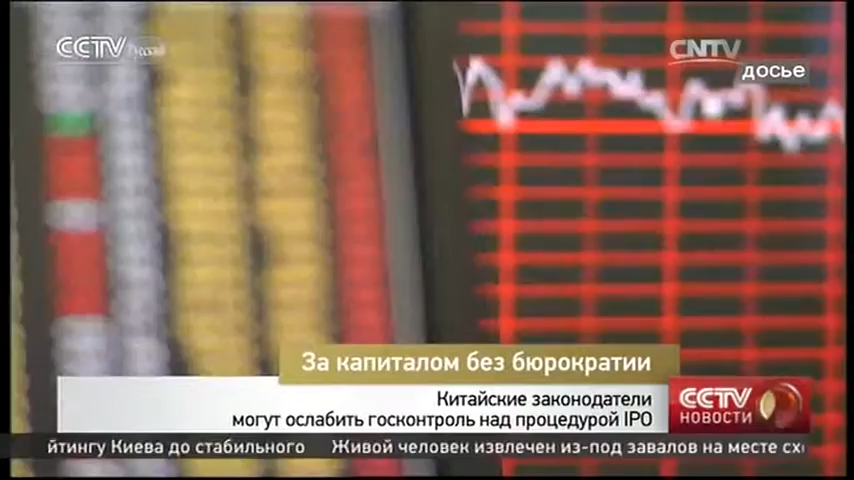 CCTV Русский
CNTV
досье
За капиталом без бюрократии
Китайские законодатели
могут ослабить госконтроль над процедурой IPO
CCTV
НОВОСТИ
йтингу Киева до стабильного Живой человек извлечен из-под завалов на месте сх